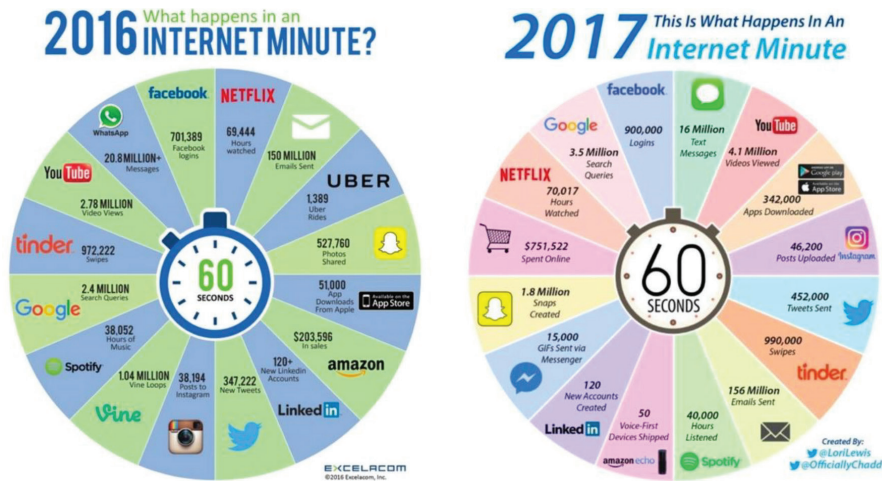 2016 What happens in an
INTERNET MINUTE?
facebook
701,389
Facebook
logins
NETFLIX
69,444
Hours
watched
150 MILLION
Emails Sent
UBER
1,389
Uber
Rides
527,760
Photos
Shared
51,000
App
Downloads
From Apple
Available on the
App Store
$203,596
In sales
amazon
120+
New Linkedin
Accounts
Linked in
347,222
New Tweets
38,194
Posts to
Instagram
1.04 MILLION
Vine Loops
Vine
38,052
Hours of
Music
Spotify
2.4 MILLION
Search Queries
Google
972,222
Swipes
tinder
2.78 MILLION
Video Views
YouTube
20.8 MILLION+
Messages
WhatsApp
60
SECONDS
EXCELACOM
©2016 Excelacom, Inc.
2017 This Is What Happens In An
Internet Minute
facebook
900,000
Logins
16 Million
Text
Messages
YouTube
4.1 Million
Videos Viewed
Google play
App Store
342,000
Apps Downloaded
46,200
Posts Uploaded
Instagram
452,000
Tweets Sent
990,000
Swipes
tinder
156 Million
Emails Sent
40,000
Hours
Listened
Spotify
50
Voice-First
Devices Shipped
amazon echo
120
New Accounts
Created
Linked in
15,000
GIFs Sent via
Messenger
1.8 Million
Snaps
Created
$751,522
Spent Online
NETFLIX
70,017
Hours
Watched
Google
3.5 Million
Search
Queries
60
SECONDS
Created By:
@LoriLewis
@OfficiallyChadd